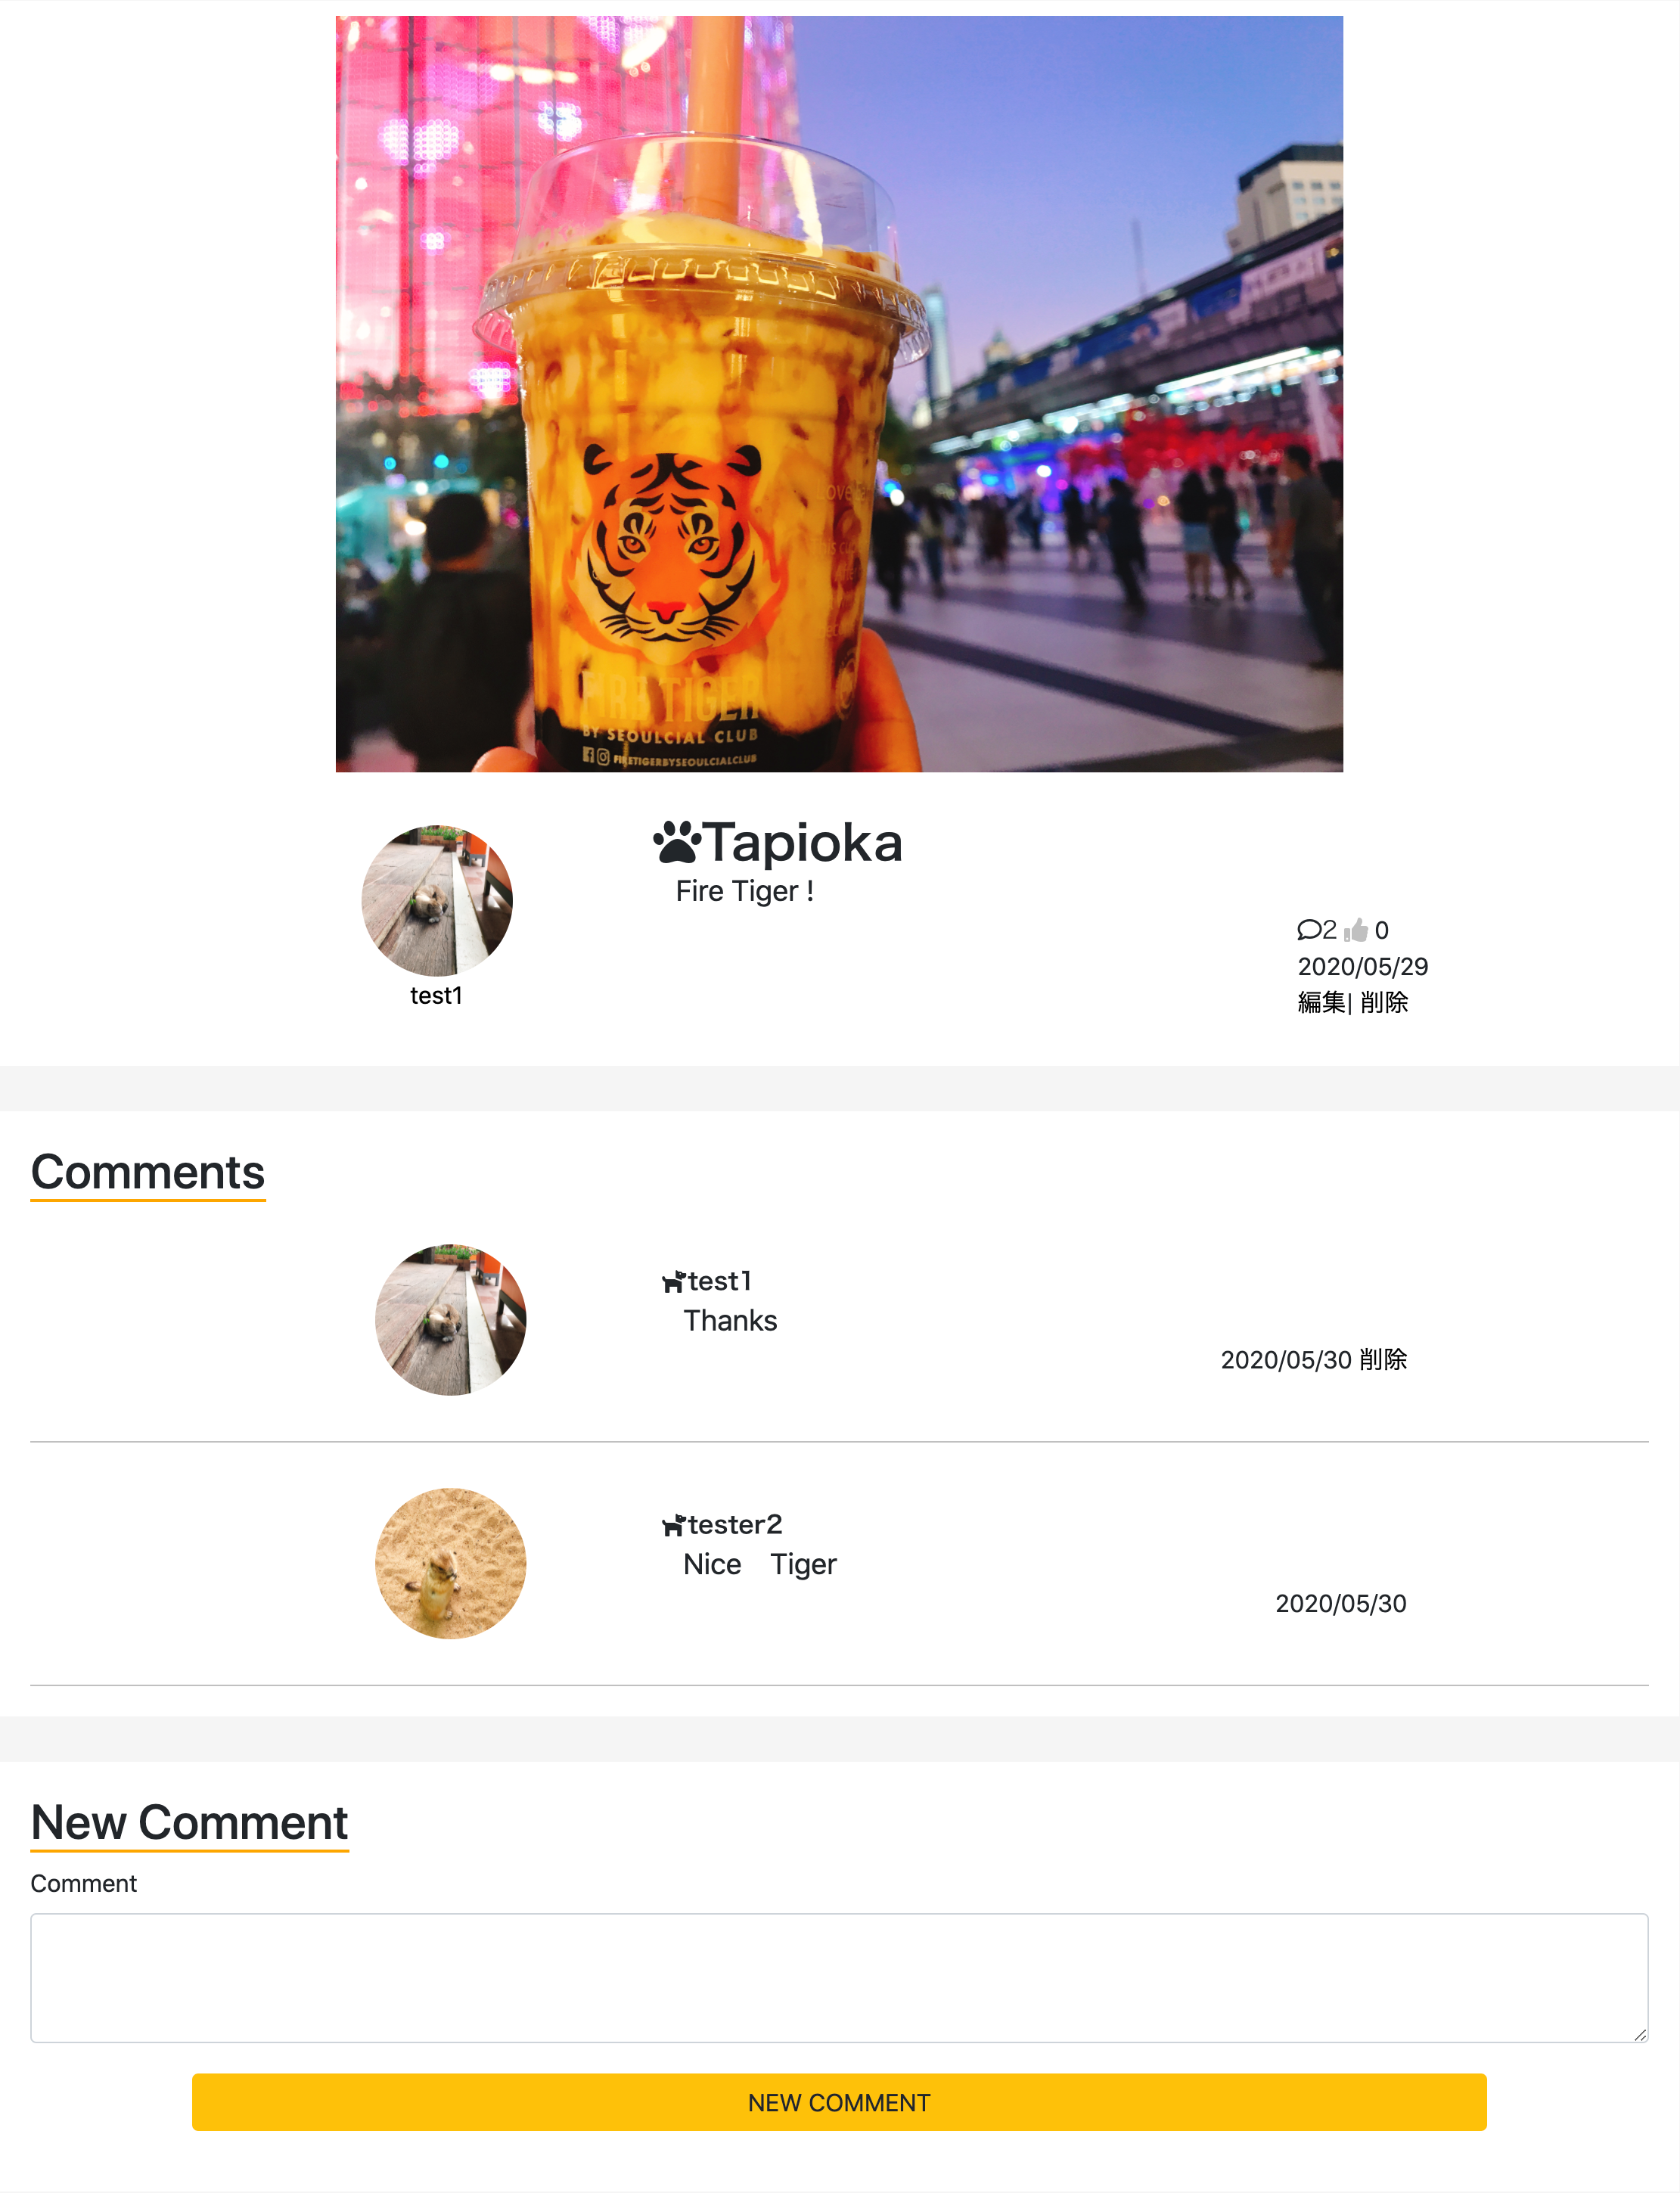 FIRE TIGER
BY SEOULCIAL CLUB
FIRETIGERBYSEOULCIALCLUB
Tapioka
Fire Tiger !
test1
2 0
2020/05/29
編集| 削除
Comments
test1
Thanks
2020/05/30 削除
tester2
Nice　Tiger
2020/05/30
New Comment
Comment
NEW COMMENT